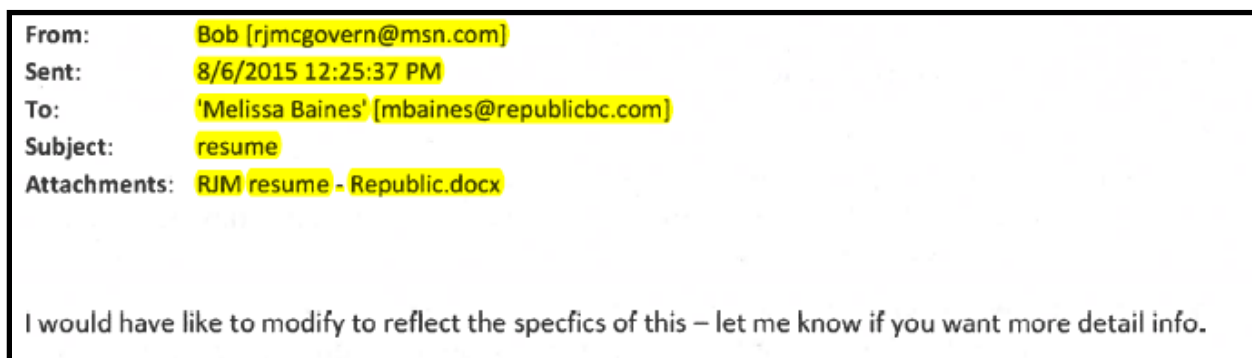 From: Bob [rjmcgovern@msn.com]
Sent: 8/6/2015 12:25:37 PM
To: 'Melissa Baines' [mbaines@republicbc.com]
Subject: resume
Attachments: RJM resume - Republic.docx
I would have like to modify to reflect the specfics of this – let me know if you want more detail info.